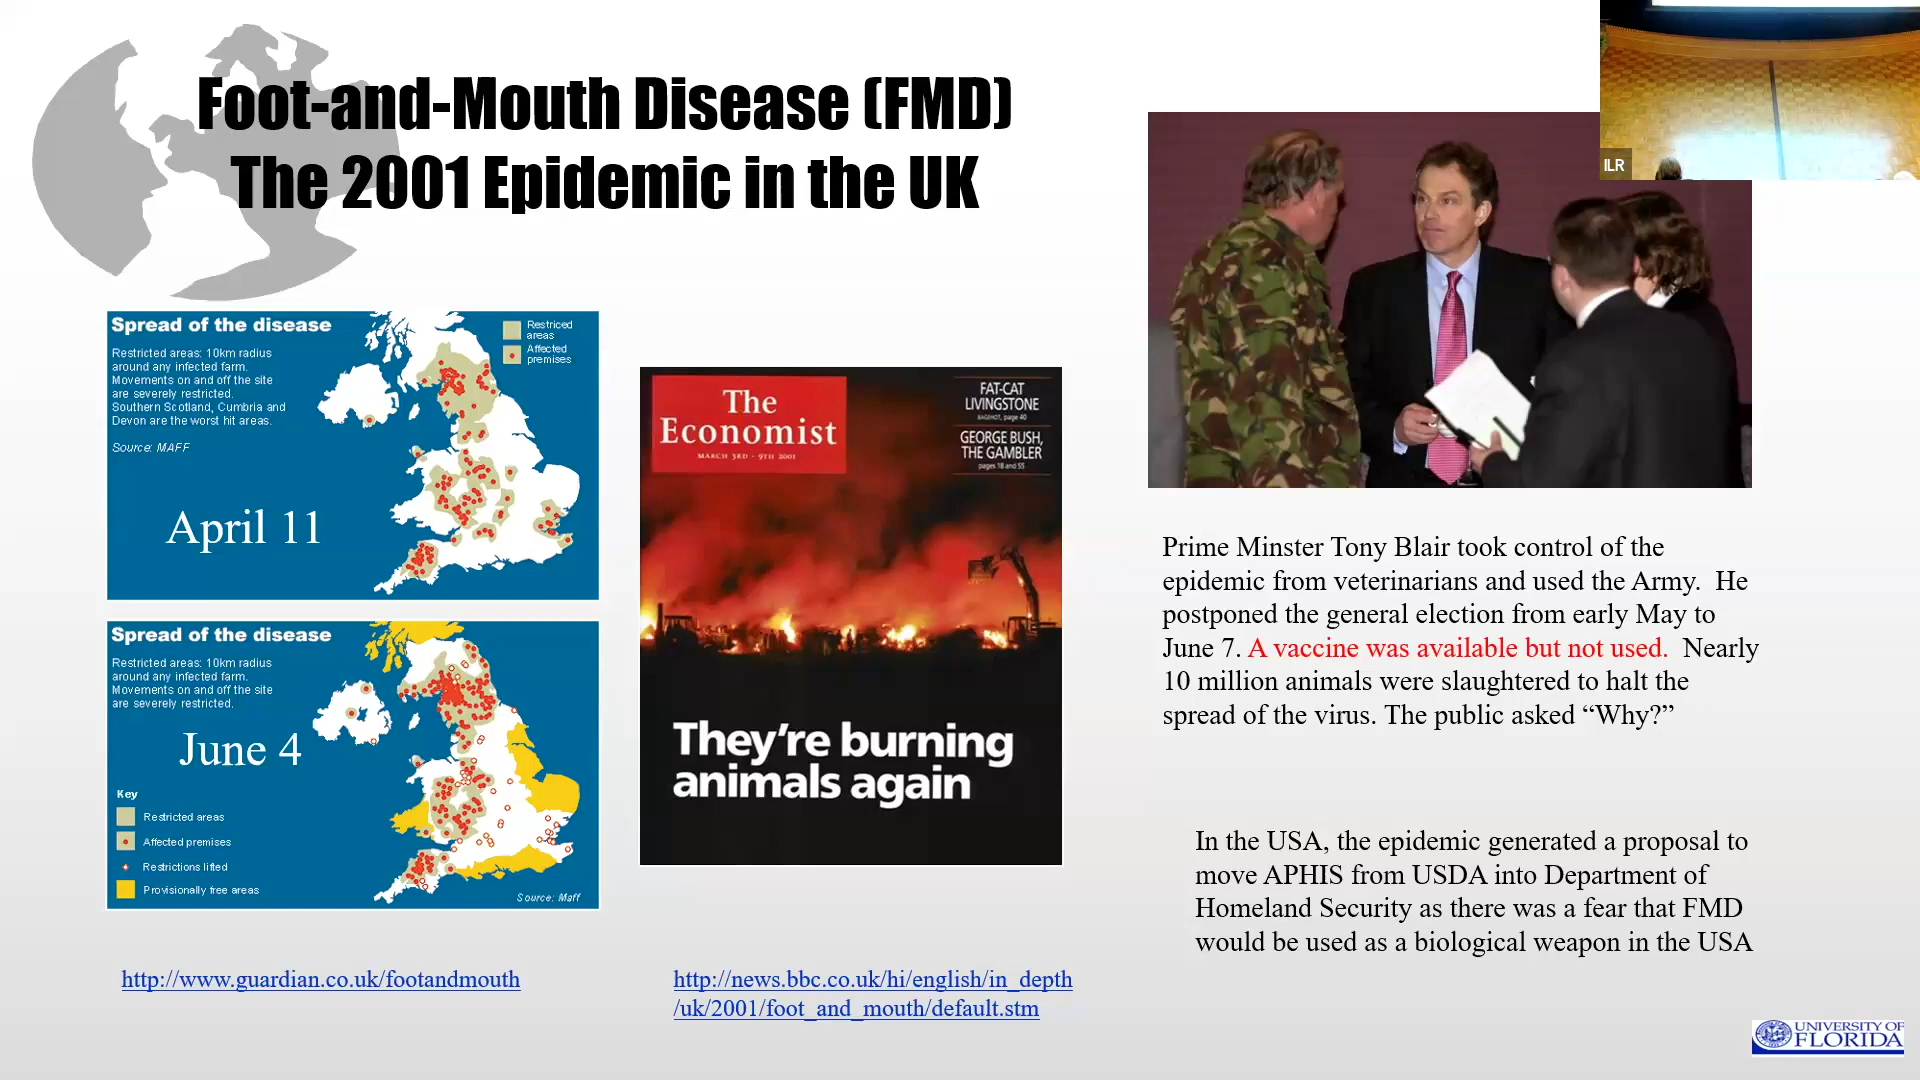 Foot-and-Mouth Disease (FMD)
The 2001 Epidemic in the UK
ILR
Spread of the disease
Restricted areas: 10km radius
around any infected farm.
Movements on and off the site
are severely restricted.
Southern Scotland, Cumbria and
Devon are the worst hit areas.
Source: MAFF
Restriced
areas
Affected
premises
April 11
Spread of the disease
Restricted areas: 10km radius
around any infected farm.
Movements on and off the site
are severely restricted.
June 4
Key
Restricted areas
Affected premises
Restrictions lifted
Provisionally free areas
Source: Maff
The
Economist
MARCH 3RD - 9TH 2001
FAT-CAT
LIVINGSTONE
BAGEHOT, page 40
GEORGE BUSH,
THE GAMBLER
pages 18 and 55
They're burning
animals again
Prime Minster Tony Blair took control of the
epidemic from veterinarians and used the Army.  He
postponed the general election from early May to
June 7. A vaccine was available but not used.  Nearly
10 million animals were slaughtered to halt the
spread of the virus. The public asked “Why?”
In the USA, the epidemic generated a proposal to
move APHIS from USDA into Department of
Homeland Security as there was a fear that FMD
would be used as a biological weapon in the USA
http://www.guardian.co.uk/footandmouth
http://news.bbc.co.uk/hi/english/in_depth
/uk/2001/foot_and_mouth/default.stm
UNIVERSITY OF
FLORIDA